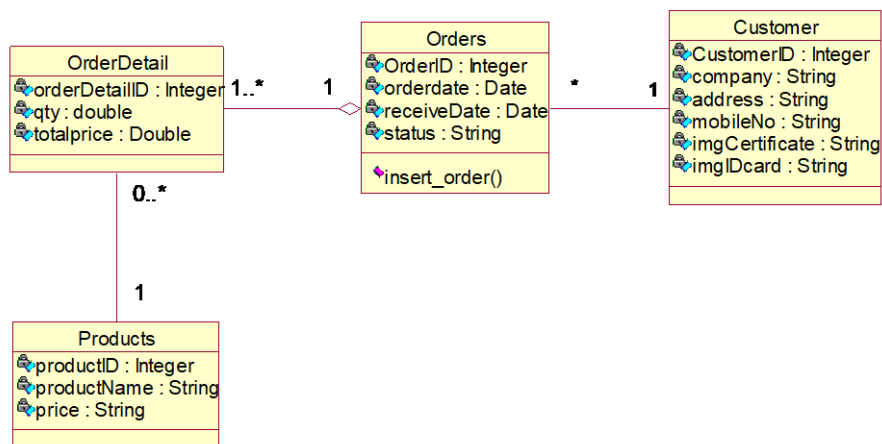 OrderDetail
orderDetailID : Integer
qty : double
totalprice : Double
1..*
1
Orders
OrderID : Integer
orderdate : Date
receiveDate : Date
status : String
insert_order()
*
1
Customer
CustomerID : Integer
company : String
address : String
mobileNo : String
imgCertificate : String
imgIDcard : String
0..*
1
Products
productID : Integer
productName : String
price : String